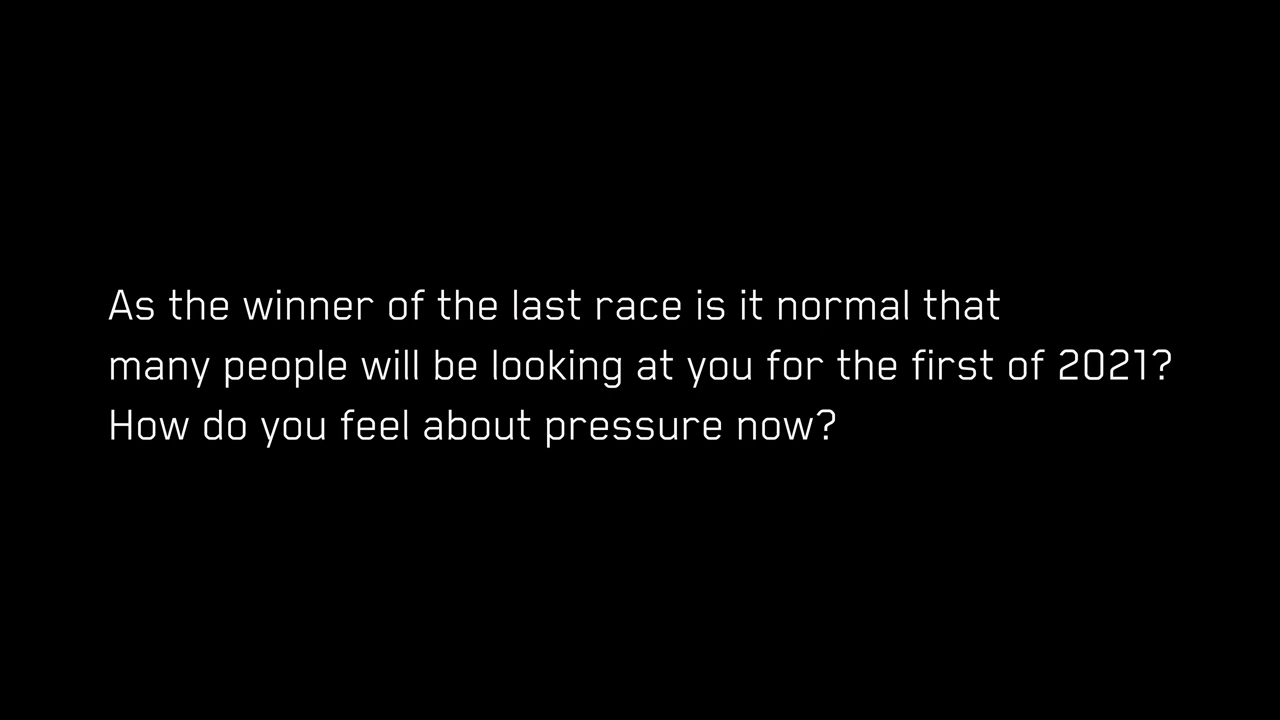 As the winner of the last race is it normal that
many people will be looking at you for the first of 2021?
How do you feel about pressure now?